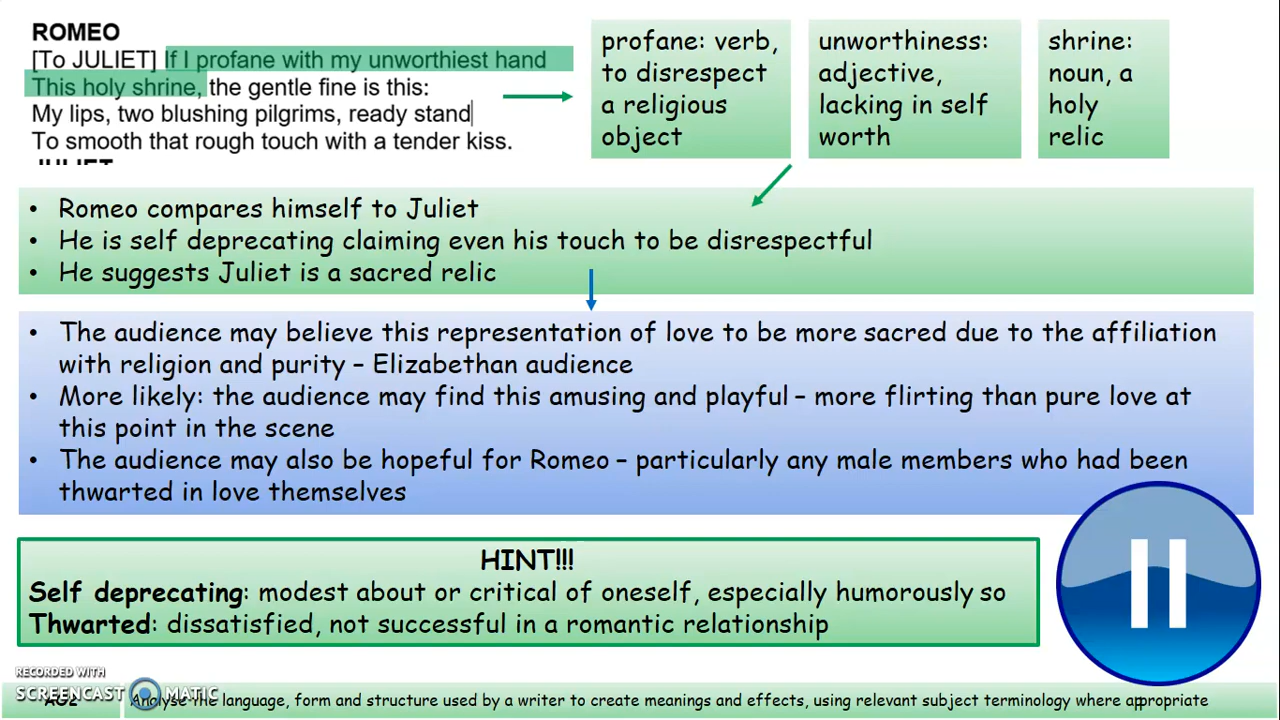 ROMEO
[To JULIET] If I profane with my unworthiest hand
This holy shrine, the gentle fine is this:
My lips, two blushing pilgrims, ready stand
To smooth that rough touch with a tender kiss.
JULIET
profane: verb,
to disrespect
a religious
object
unworthiness:
adjective,
lacking in self
worth
shrine:
noun, a
holy
relic
• Romeo compares himself to Juliet
• He is self deprecating claiming even his touch to be disrespectful
• He suggests Juliet is a sacred relic
• The audience may believe this representation of love to be more sacred due to the affiliation
with religion and purity – Elizabethan audience
• More likely: the audience may find this amusing and playful – more flirting than pure love at
this point in the scene
• The audience may also be hopeful for Romeo – particularly any male members who had been
thwarted in love themselves
HINT!!!
Self deprecating: modest about or critical of oneself, especially humorously so
Thwarted: dissatisfied, not successful in a romantic relationship
RECORDED WITH
SCREENCAST MATIC
AO2
Analyse the language, form and structure used by a writer to create meanings and effects, using relevant subject terminology where appropriate